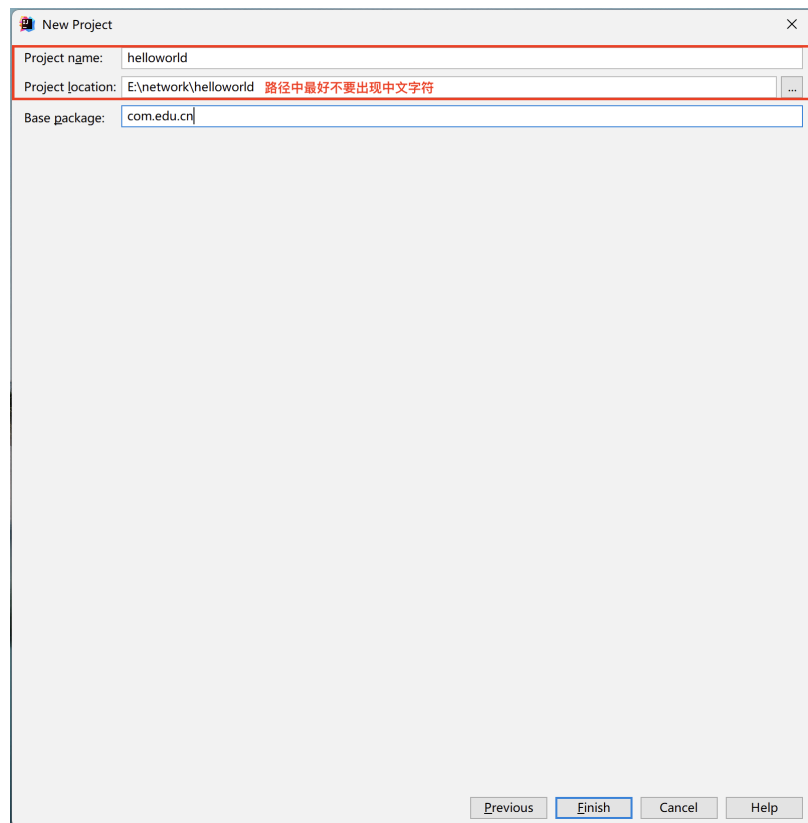 New Project
Project name: helloworld
Project location: E:\network\helloworld 路径中最好不要出现中文字符 ...
Base package: com.edu.cn
Previous Finish Cancel Help